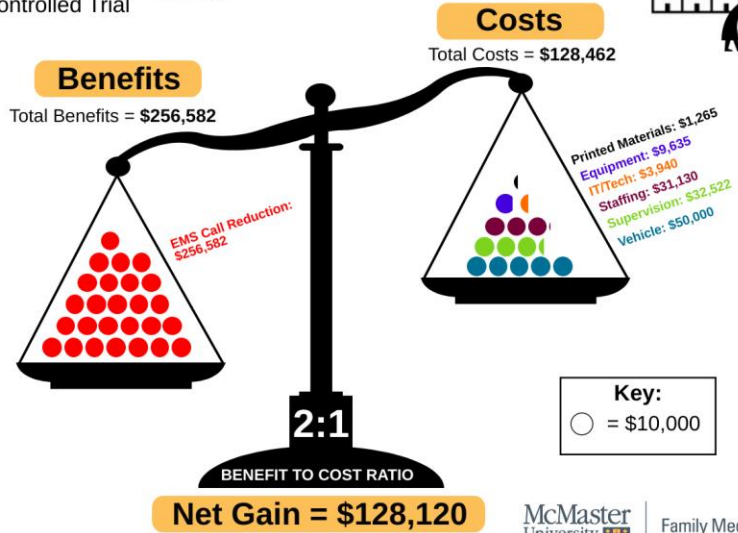 ontrolled Trial
Costs
Total Costs = $128,462
Benefits
Total Benefits = $256,582
Printed Materials: $1,265
Equipment: $9,635
IT/Tech: $3,940
Staffing: $31,130
Supervision: $32,522
Vehicle: $50,000
EMS Call Reduction:
$256,582
Key:
= $10,000
2:1
BENEFIT TO COST RATIO
Net Gain = $128,120
McMaster
University
Family Med